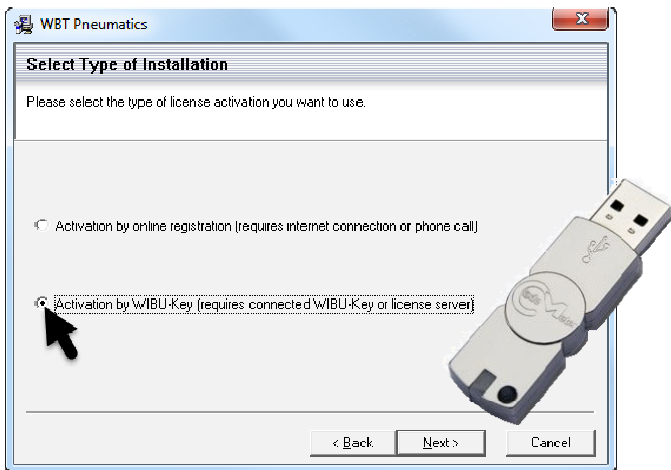 WBT Pneumatics
Select Type of Installation
Please select the type of license activation you want to use.
Activation by online registration (requires internet connection or phone call)
Activation by WIBU-Key (requires connected WIBU-Key or license server)
Code
Meter
< Back
Next >
Cancel